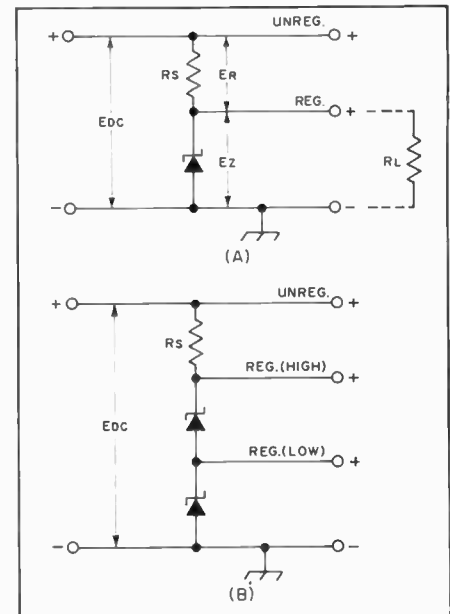 UNREG.
+ +
RS ER
REG.
+
EDC
EZ RL
- -
(A)
UNREG.
+ +
RS
REG.(HIGH)
+
EDC
REG.(LOW)
+
- -
(B)